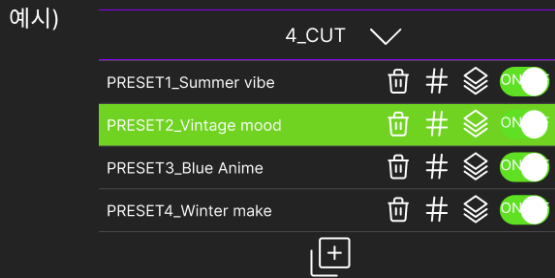 예시)
4_CUT
PRESET1_Summer vibe
ON
PRESET2_Vintage mood
ON
PRESET3_Blue Anime
ON
PRESET4_Winter make
ON